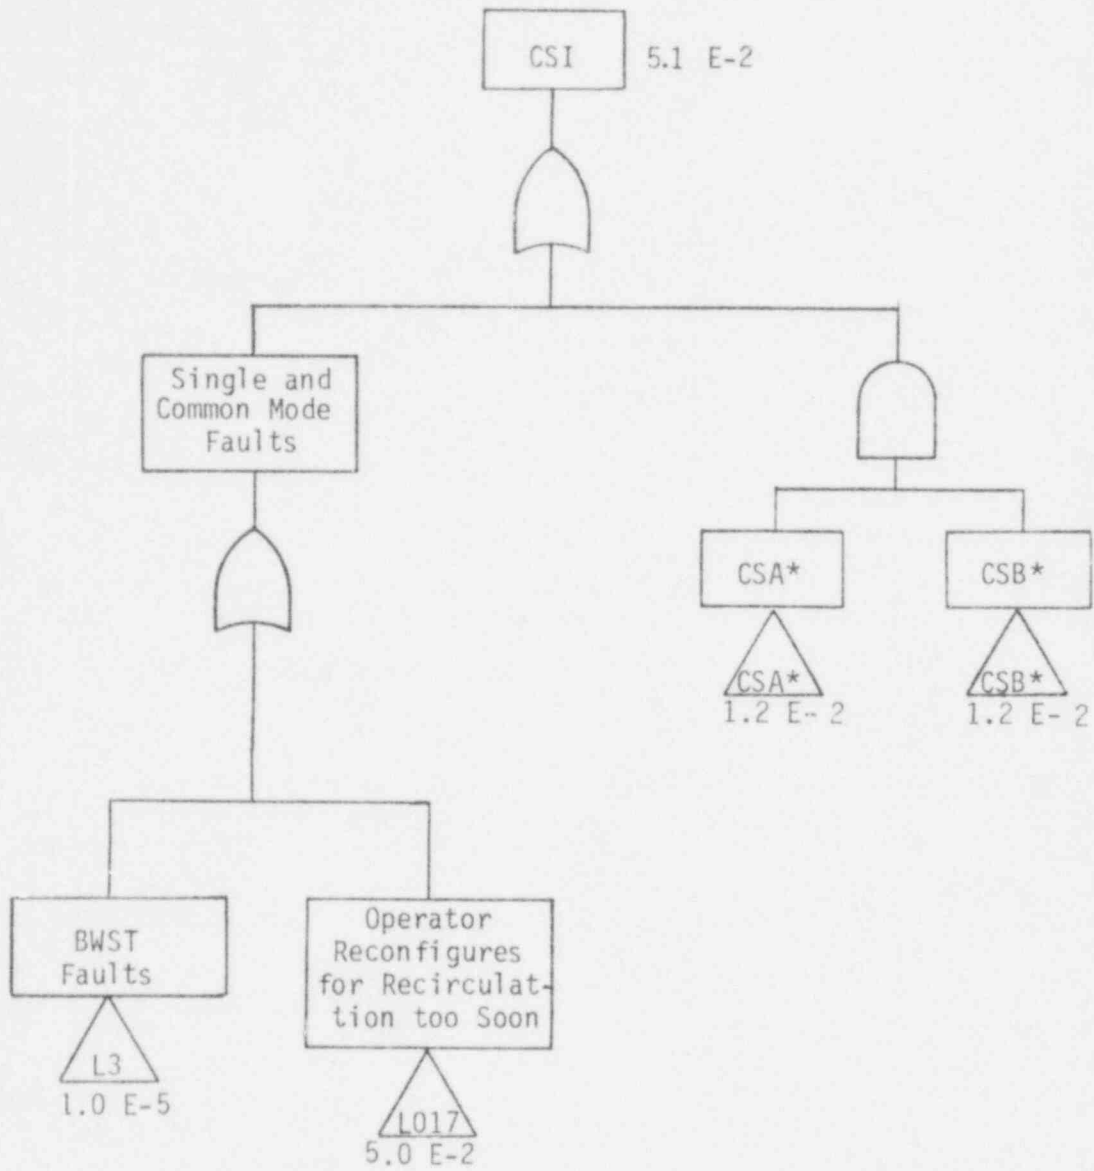 CSI 5.1 E-2
Single and
Common Mode
Faults
CSA*
CSB*
CSA*
1.2 E- 2
CSB*
1.2 E- 2
BWST
Faults
L3
1.0 E-5
Operator
Reconfigures
for Recirculat-
tion too Soon
L017
5.0 E-2